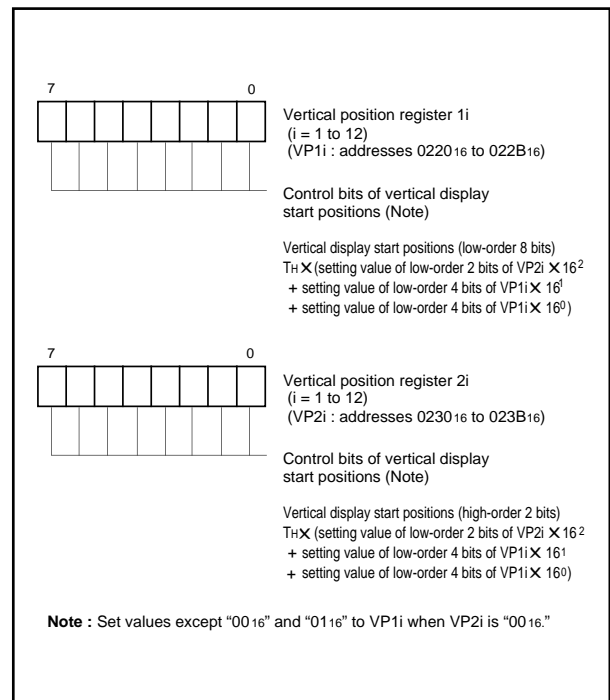 7 0
Vertical position register 1i
(i = 1 to 12)
(VP1i : addresses 022016 to 022B16)
Control bits of vertical display
start positions (Note)
Vertical display start positions (low-order 8 bits)
TH×(setting value of low-order 2 bits of VP2i×16²
+ setting value of low-order 4 bits of VP1i×16¹
+ setting value of low-order 4 bits of VP1i×16⁰)
7 0
Vertical position register 2i
(i = 1 to 12)
(VP2i : addresses 023016 to 023B16)
Control bits of vertical display
start positions (Note)
Vertical display start positions (high-order 2 bits)
TH×(setting value of low-order 2 bits of VP2i×16²
+ setting value of low-order 4 bits of VP1i×16¹
+ setting value of low-order 4 bits of VP1i×16⁰)
Note : Set values except “0016” and “0116” to VP1i when VP2i is “0016.”